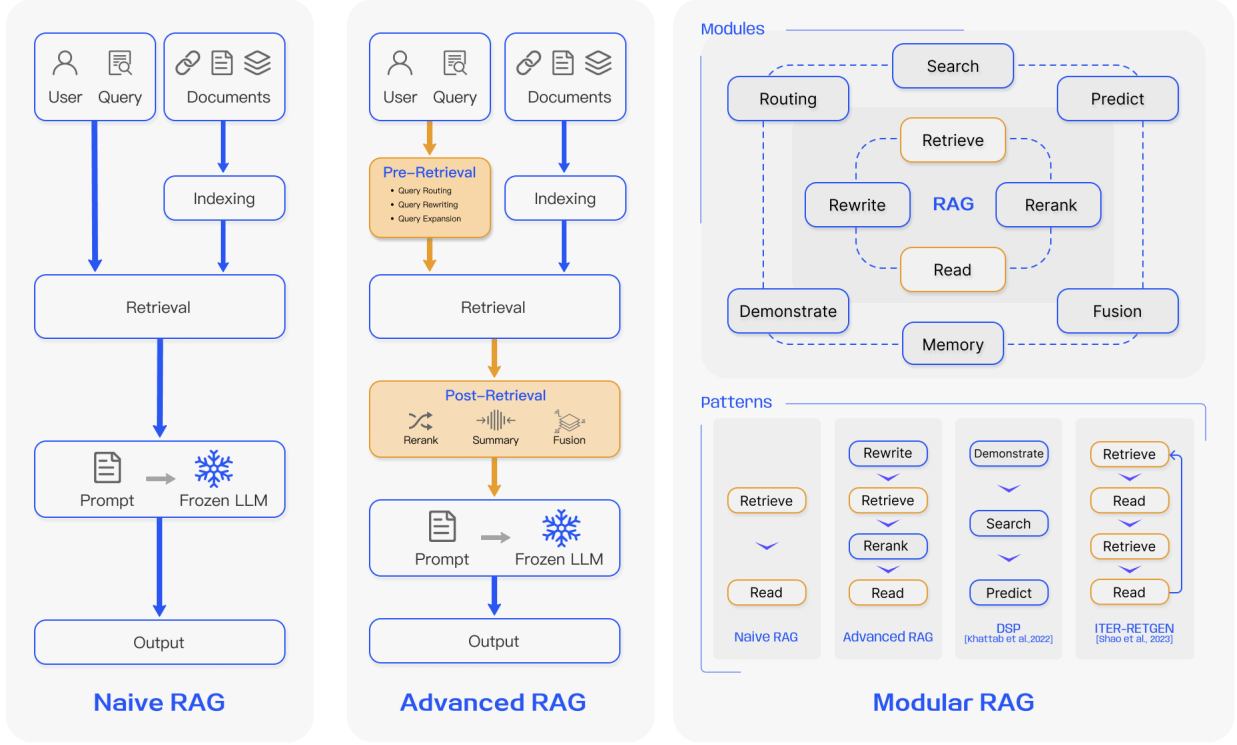 User Query
Documents
Indexing
Retrieval
Prompt
Frozen LLM
Output
Naive RAG
User Query
Documents
Pre-Retrieval
• Query Routing
• Query Rewriting
• Query Expansion
Indexing
Retrieval
Post-Retrieval
Rerank
Summary
Fusion
Prompt
Frozen LLM
Output
Advanced RAG
Modules
Search
Routing
Predict
Retrieve
Rewrite
RAG
Rerank
Read
Demonstrate
Fusion
Memory
Patterns
Retrieve
Read
Naive RAG
Rewrite
Retrieve
Rerank
Read
Advanced RAG
Demonstrate
Search
Predict
DSP
[Khattab et al.,2022]
Retrieve
Read
Retrieve
Read
ITER-RETGEN
[Shao et al., 2023]
Modular RAG